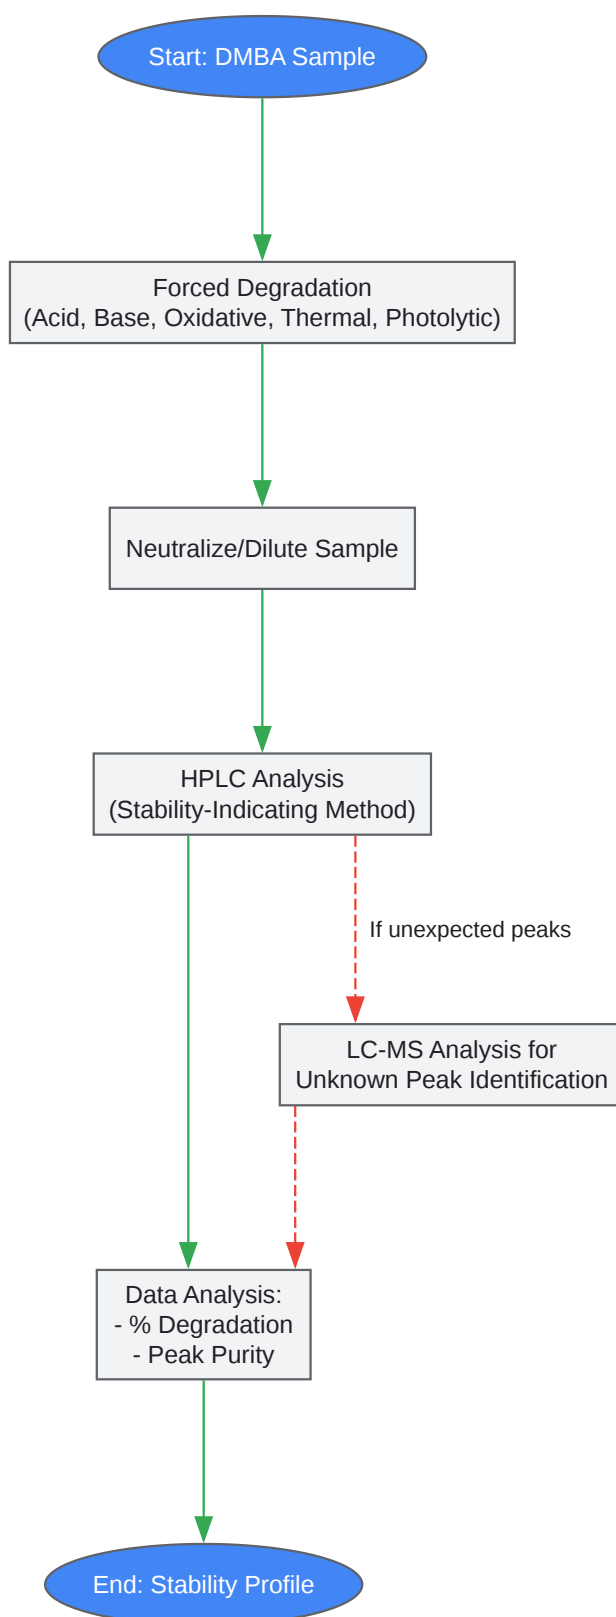 Start: DMBA Sample
Forced Degradation
(Acid, Base, Oxidative, Thermal, Photolytic)
Neutralize/Dilute Sample
HPLC Analysis
(Stability-Indicating Method)
If unexpected peaks
LC-MS Analysis for
Unknown Peak Identification
Data Analysis:
- % Degradation
- Peak Purity
End: Stability Profile